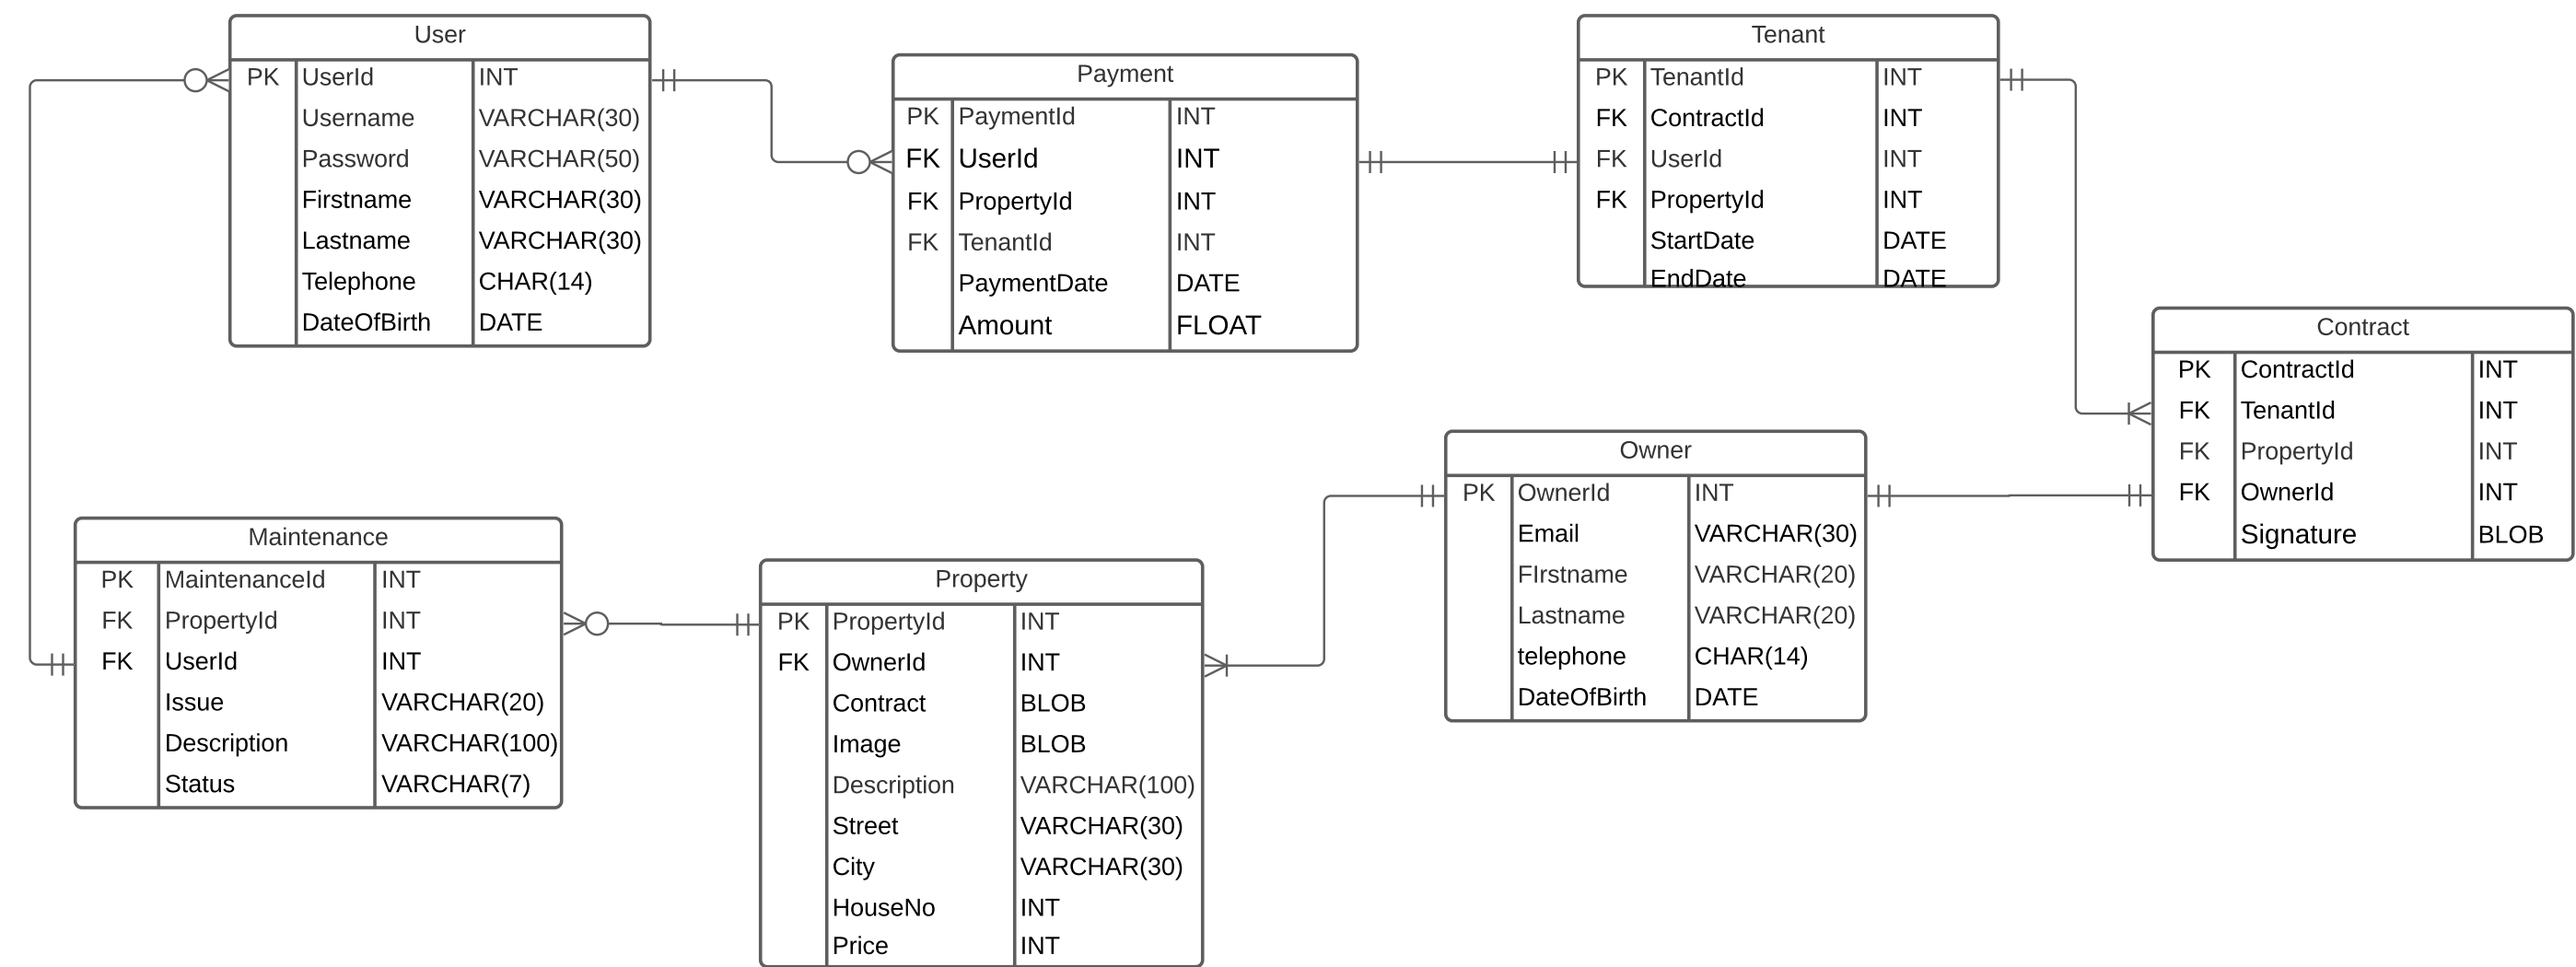 User
PK UserId INT
Username VARCHAR(30)
Password VARCHAR(50)
Firstname VARCHAR(30)
Lastname VARCHAR(30)
Telephone CHAR(14)
DateOfBirth DATE
Payment
PK PaymentId INT
FK UserId INT
FK PropertyId INT
FK TenantId INT
PaymentDate DATE
Amount FLOAT
Tenant
PK TenantId INT
FK ContractId INT
FK UserId INT
FK PropertyId INT
StartDate DATE
EndDate DATE
Contract
PK ContractId INT
FK TenantId INT
FK PropertyId INT
FK OwnerId INT
Signature BLOB
Owner
PK OwnerId INT
Email VARCHAR(30)
FIrstname VARCHAR(20)
Lastname VARCHAR(20)
telephone CHAR(14)
DateOfBirth DATE
Maintenance
PK MaintenanceId INT
FK PropertyId INT
FK UserId INT
Issue VARCHAR(20)
Description VARCHAR(100)
Status VARCHAR(7)
Property
PK PropertyId INT
FK OwnerId INT
Contract BLOB
Image BLOB
Description VARCHAR(100)
Street VARCHAR(30)
City VARCHAR(30)
HouseNo INT
Price INT